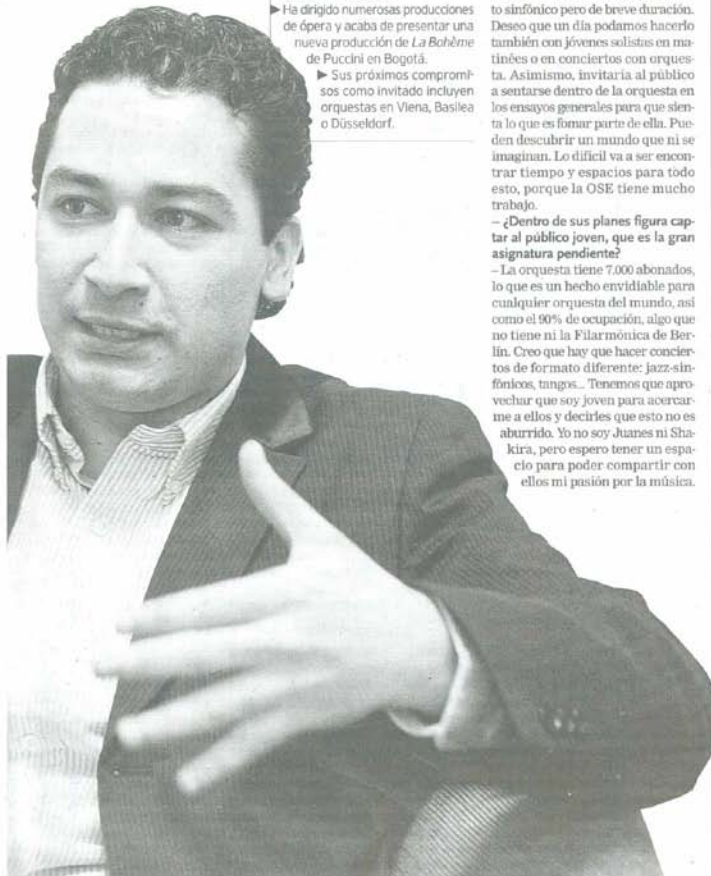 ▶ Ha dirigido numerosas producciones
de ópera y acaba de presentar una
nueva producción de La Bohème
de Puccini en Bogotá.
▶ Sus próximos compromi-
sos como invitado incluyen
orquestas en Viena, Basilea
o Düsseldorf.
to sinfónico pero de breve duración.
Deseo que un día podamos hacerlo
también con jóvenes solistas en ma-
tinées o en conciertos con orques-
ta. Asimismo, invitaría al público
a sentarse dentro de la orquesta en
los ensayos generales para que sien-
ta lo que es fomar parte de ella. Pue-
den descubrir un mundo que ni se
imaginan. Lo difícil va a ser encon-
trar tiempo y espacios para todo
esto, porque la OSE tiene mucho
trabajo.
– ¿Dentro de sus planes figura cap-
tar al público joven, que es la gran
asignatura pendiente?
– La orquesta tiene 7.000 abonados,
lo que es un hecho envidiable para
cualquier orquesta del mundo, así
como el 90% de ocupación, algo que
no tiene ni la Filarmónica de Ber-
lín. Creo que hay que hacer concier-
tos de formato diferente: jazz-sin-
fónicos, tangos... Tenemos que apro-
vechar que soy joven para acercar-
me a ellos y decirles que esto no es
aburrido. Yo no soy Juanes ni Sha-
kira, pero espero tener un espa-
cio para poder compartir con
ellos mi pasión por la música.